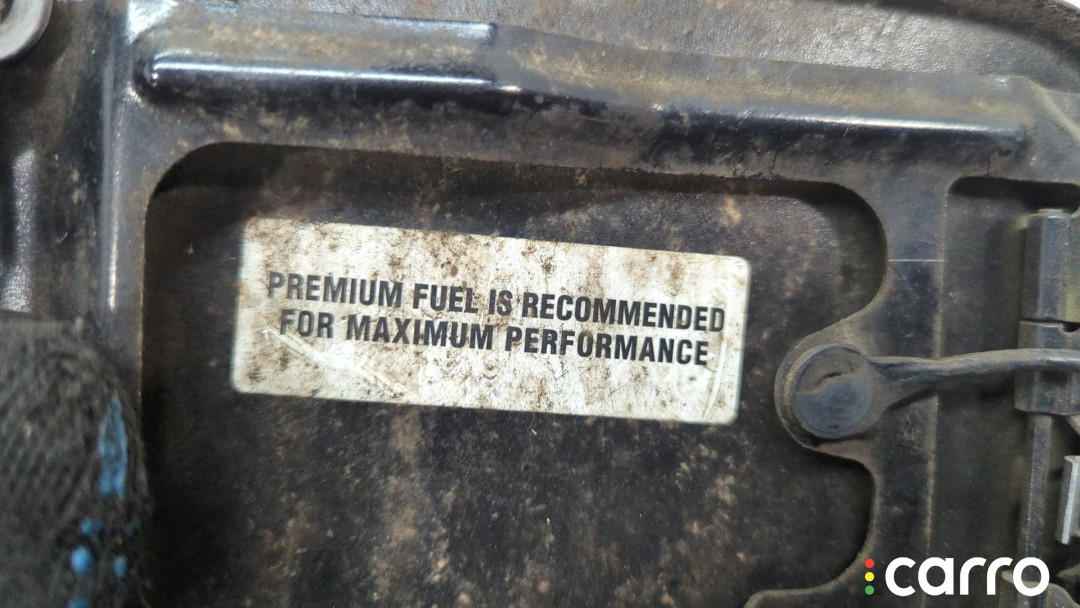 PREMIUM FUEL IS RECOMMENDED
FOR MAXIMUM PERFORMANCE
carro